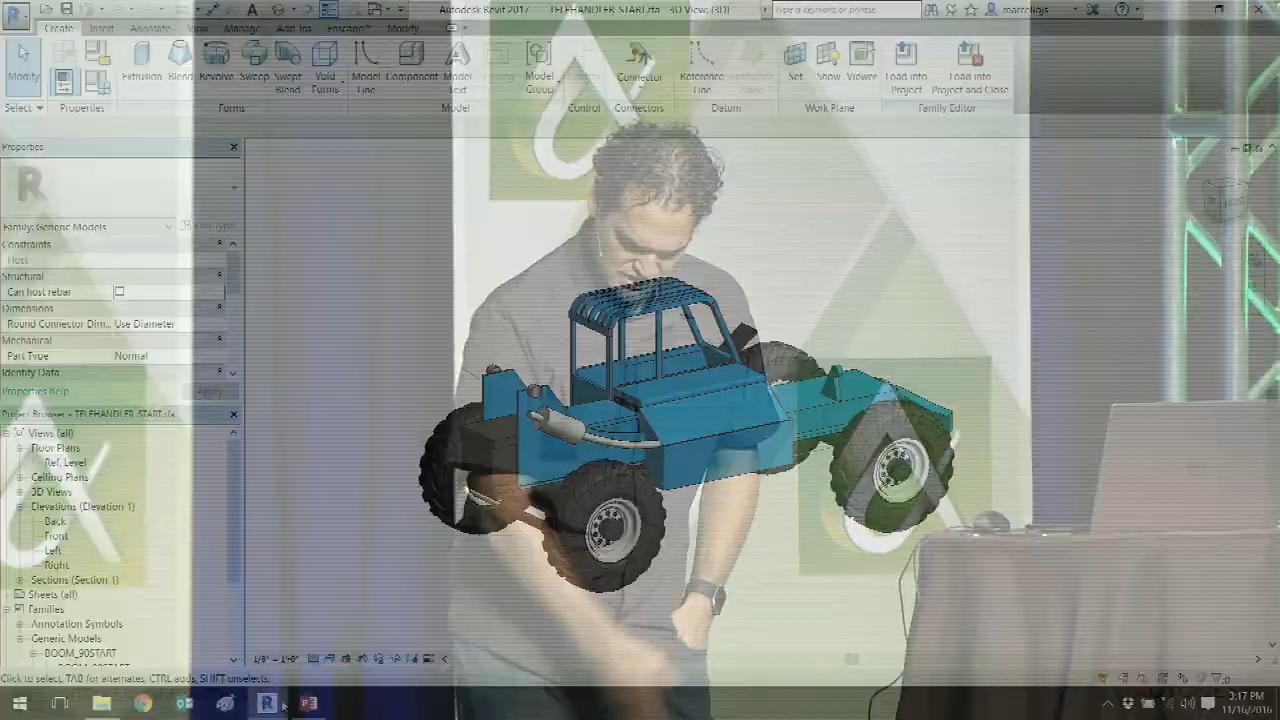 Autodesk Revit 2017 - TELEHANDLER-START.rfa - 3D View: {3D}
Type a keyword or phrase
marcellojs
Create Insert Annotate View Manage Add-Ins Enscape™ Modify
Modify Extrusion Blend Revolve Sweep Swept Blend Void Forms Model Line Component Model Text Model Group Connector Reference Line Set Show Viewer Load into Project Load into Project and Close
Select Properties Forms Model Control Connectors Datum Work Plane Family Editor
Properties
R
Family: Generic Models
Constraints
Host
Structural
Can host rebar
Dimensions
Round Connector Dim... Use Diameter
Mechanical
Part Type Normal
Identity Data
Properties help
Project Browser - TELEHANDLER-START.rfa
Views (all)
Floor Plans
Ref. Level
Ceiling Plans
3D Views
Elevations (Elevation 1)
Back
Front
Left
Right
Sections (Section 1)
Sheets (all)
Families
Annotation Symbols
Generic Models
BOOM_90START
BOOM_90START
1/8" = 1'-0"
Click to select, TAB for alternates, CTRL adds, SHIFT unselects.
3:17 PM
11/16/2016